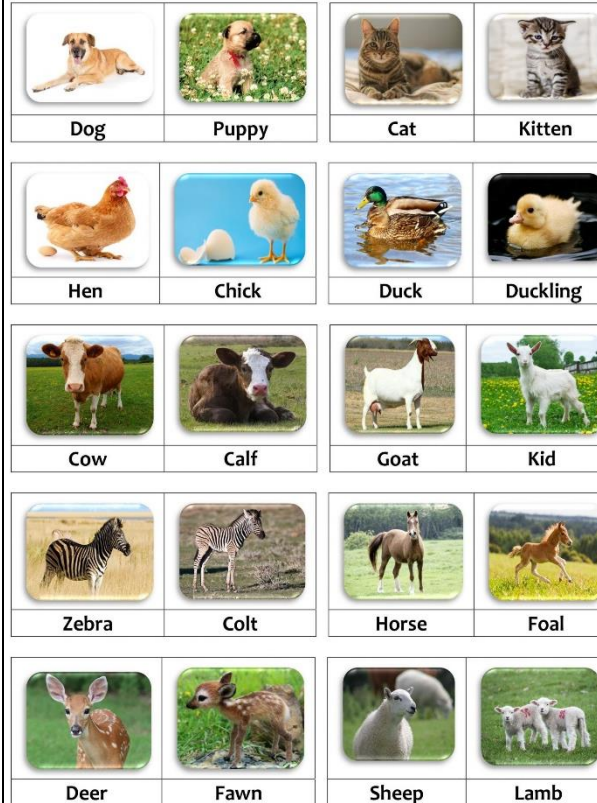 Dog Puppy Cat Kitten
Hen Chick Duck Duckling
Cow Calf Goat Kid
Zebra Colt Horse Foal
Deer Fawn Sheep Lamb